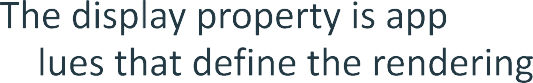 The display property is app
lues that define the rendering